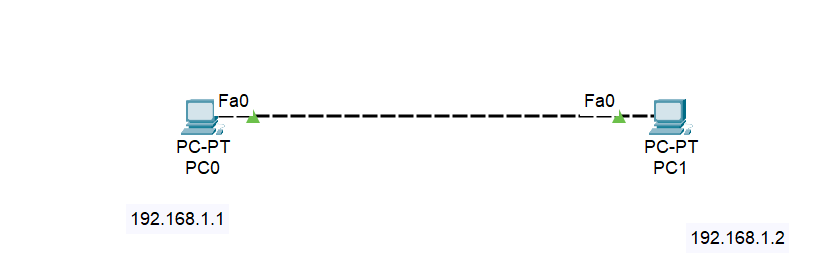 Fa0
Fa0
PC-PT
PC0
PC-PT
PC1
192.168.1.1
192.168.1.2